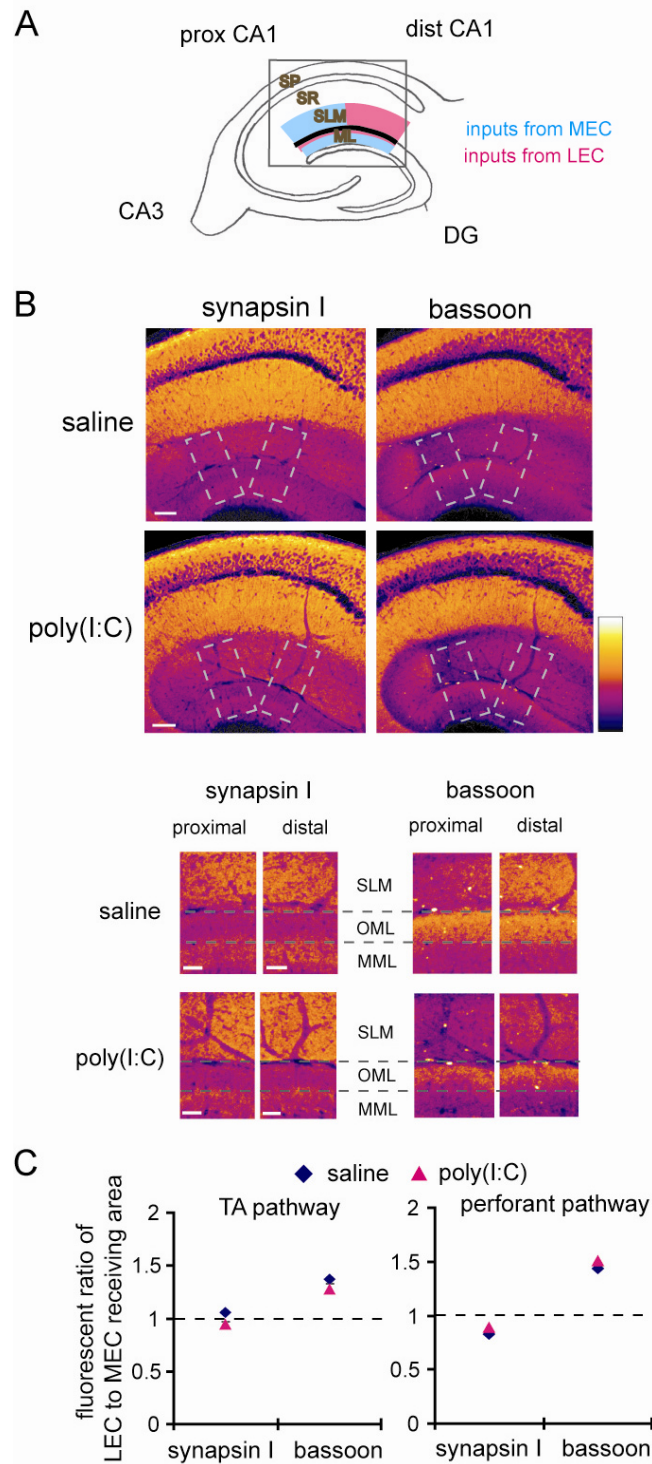 A
prox CA1
dist CA1
SP
SR
SLM
ML
inputs from MEC
inputs from LEC
CA3
DG
B
synapsin I
bassoon
saline
poly(I:C)
synapsin I
bassoon
proximal
distal
proximal
distal
saline
SLM
OML
MML
poly(I:C)
SLM
OML
MML
C
saline
poly(I:C)
TA pathway
perforant pathway
fluorescent ratio of
LEC to MEC receiving area
2
1.5
1
0.5
0
synapsin I
bassoon
2
1.5
1
0.5
0
synapsin I
bassoon